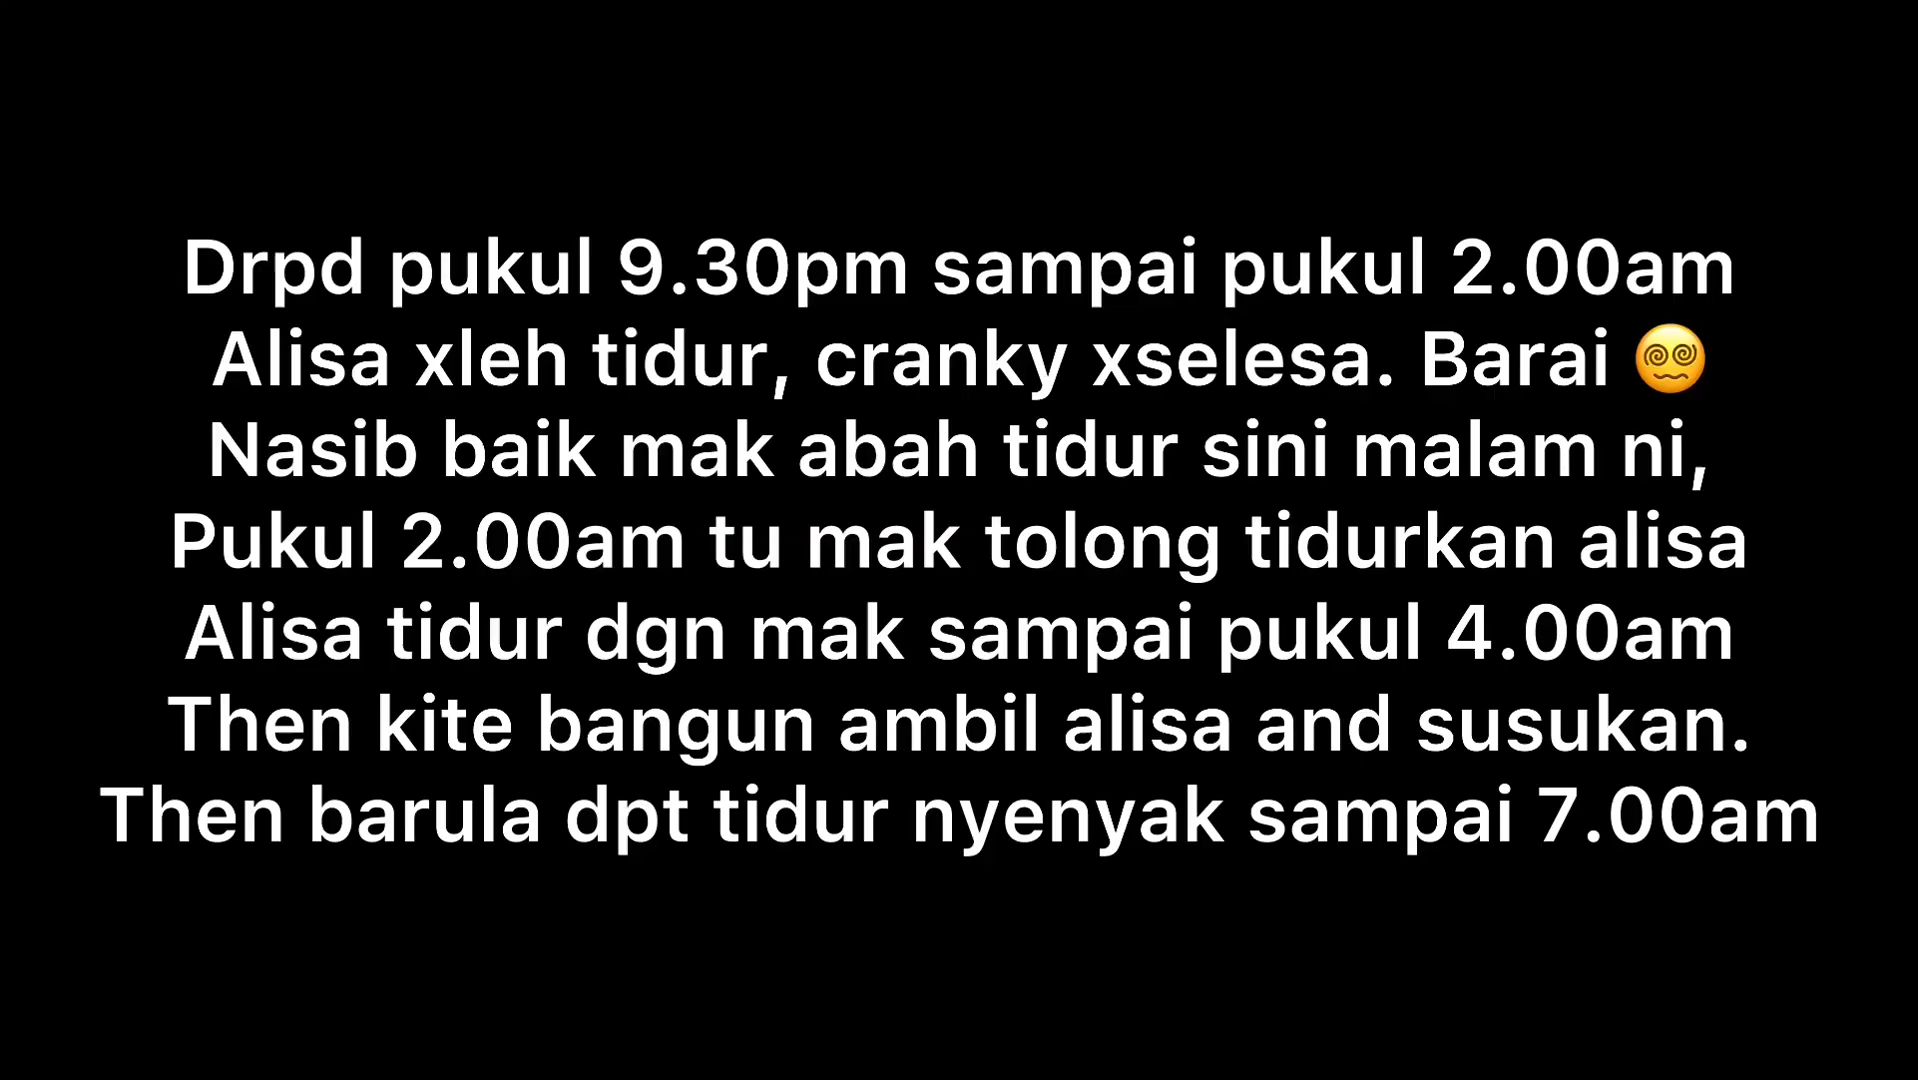 Drpd pukul 9.30pm sampai pukul 2.00am
Alisa xleh tidur, cranky xselesa. Barai 😵‍💫
Nasib baik mak abah tidur sini malam ni,
Pukul 2.00am tu mak tolong tidurkan alisa
Alisa tidur dgn mak sampai pukul 4.00am
Then kite bangun ambil alisa and susukan.
Then barula dpt tidur nyenyak sampai 7.00am